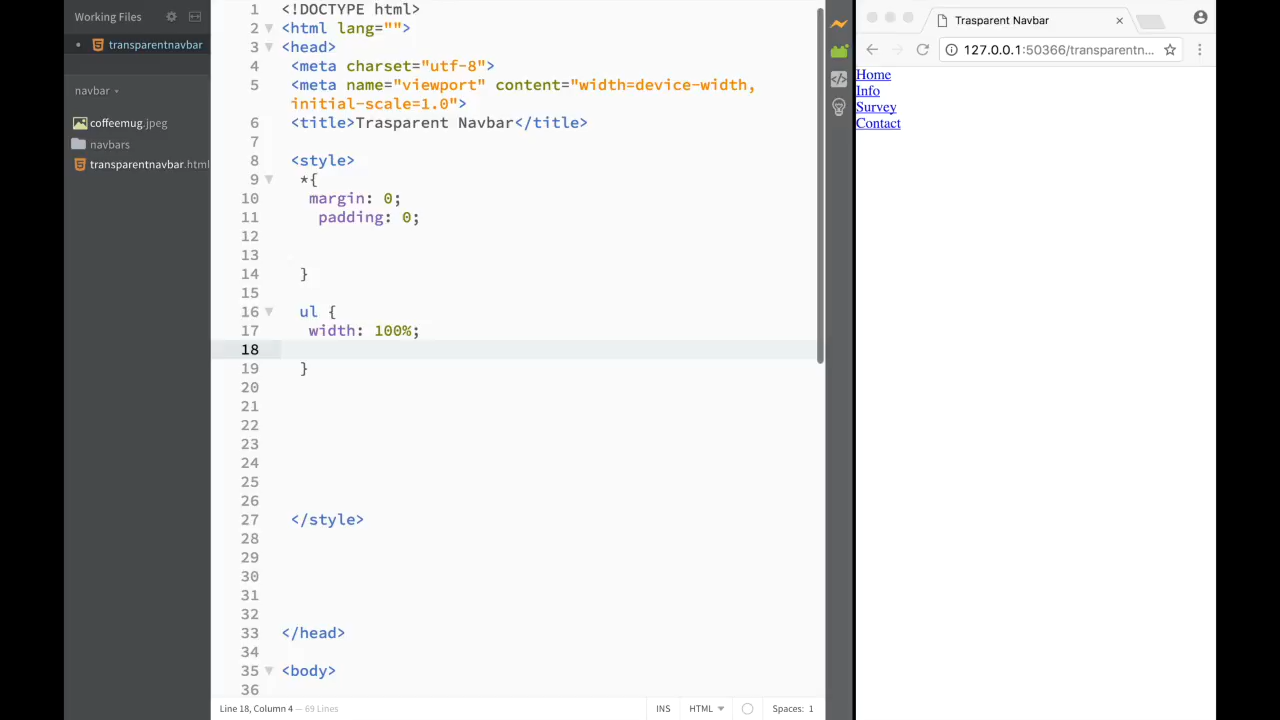 Working Files
transparentnavbar
navbar
coffeemug.jpeg
navbars
transparentnavbar.html
1 <!DOCTYPE html>
2 <html lang="">
3 <head>
4 <meta charset="utf-8">
5 <meta name="viewport" content="width=device-width,
initial-scale=1.0">
6 <title>Trasparent Navbar</title>
7
8 <style>
9 *{
10 margin: 0;
11 padding: 0;
12
13
14 }
15
16 ul {
17 width: 100%;
18
19 }
20
21
22
23
24
25
26
27 </style>
28
29
30
31
32
33 </head>
34
35 <body>
36
Line 18, Column 4 — 69 Lines
INS
HTML
Spaces: 1
Trasparent Navbar
127.0.0.1:50366/transparentn...
Home
Info
Survey
Contact